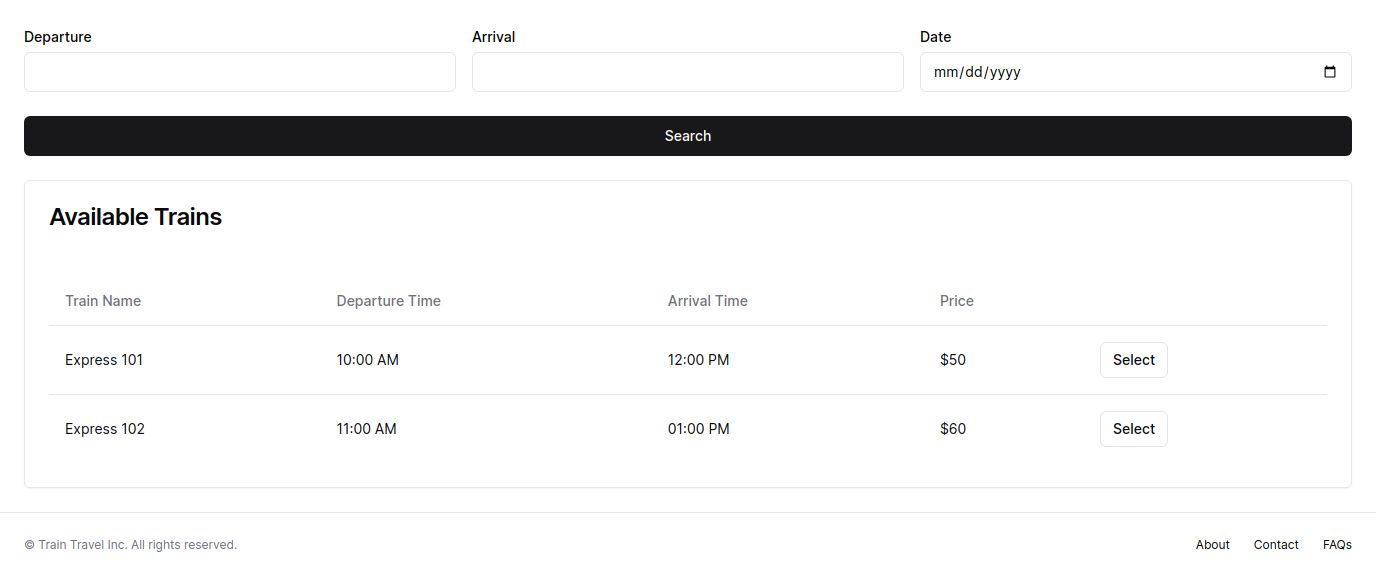 Departure Arrival Date
mm/dd/yyyy
Search
Available Trains
Train Name Departure Time Arrival Time Price
Express 101 10:00 AM 12:00 PM $50 Select
Express 102 11:00 AM 01:00 PM $60 Select
© Train Travel Inc. All rights reserved. About Contact FAQs